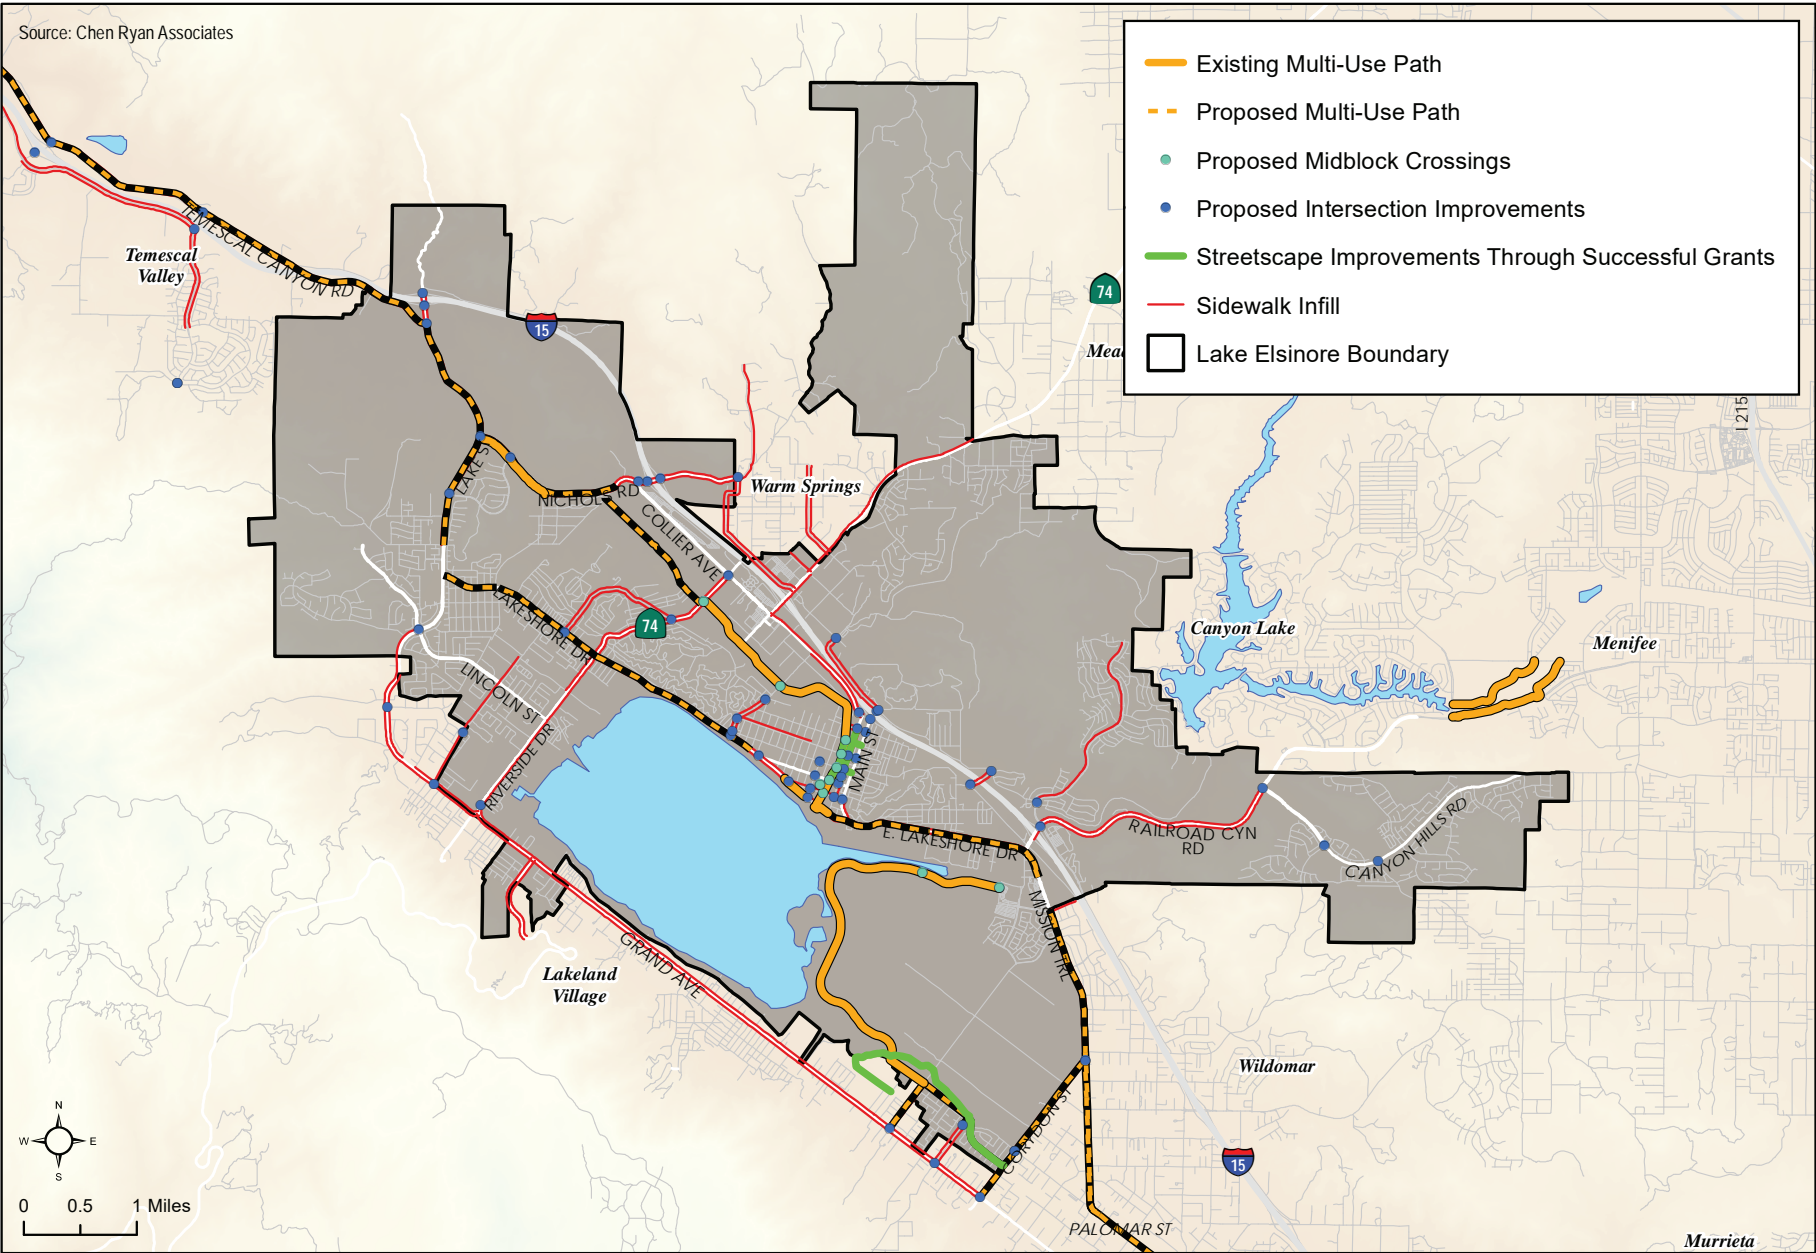 Source: Chen Ryan Associates
Existing Multi-Use Path
Proposed Multi-Use Path
Proposed Midblock Crossings
Proposed Intersection Improvements
Streetscape Improvements Through Successful Grants
Sidewalk Infill
Lake Elsinore Boundary
Temescal
Valley
TEMESCAL CANYON RD
15
74
Mead
I 215
LAKE ST
NICHOLS RD
COLLIER AVE
Warm Springs
74
LAKESHORE DR
LINCOLN ST
RIVERSIDE DR
MAIN ST
Canyon Lake
Menifee
E. LAKESHORE DR
RAILROAD CYN
RD
CANYON HILLS RD
MISSION TRL
GRAND AVE
Lakeland
Village
Wildomar
CORYDON ST
15
PALOMAR ST
Murrieta
N
W
E
S
0
0.5
1 Miles